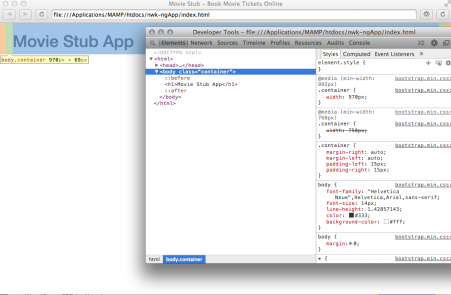 Movie Stub - Book Movie Tickets Online
file:///Applications/MAMP/htdocs/nwk-ngApp/index.html
Movie Stub App
body.container 970px × 69px
Developer Tools - file:///Applications/MAMP/htdocs/nwk-ngApp/index.html
Elements Network Sources Timeline Profiles Resources Audits Console
<!DOCTYPE html>
<html>
<head>…</head>
<body class="container">
::before
<h1>Movie Stub App</h1>
::after
</body>
</html>
html body.container
Styles Computed Event Listeners »
element.style {
}
@media (min-width: bootstrap.min.css:
992px)
.container {
width: 970px;
}
@media (min-width: bootstrap.min.css:
768px)
.container {
width: 750px;
}
.container { bootstrap.min.css:
margin-right: auto;
margin-left: auto;
padding-right: 15px;
padding-left: 15px;
}
body { bootstrap.min.css:
font-family: "Helvetica
Neue",Helvetica,Arial,sans-serif;
font-size: 14px;
line-height: 1.42857143;
color: #333;
background-color: #fff;
}
body { bootstrap.min.css:
margin: 0;
}
* { bootstrap.min.css: